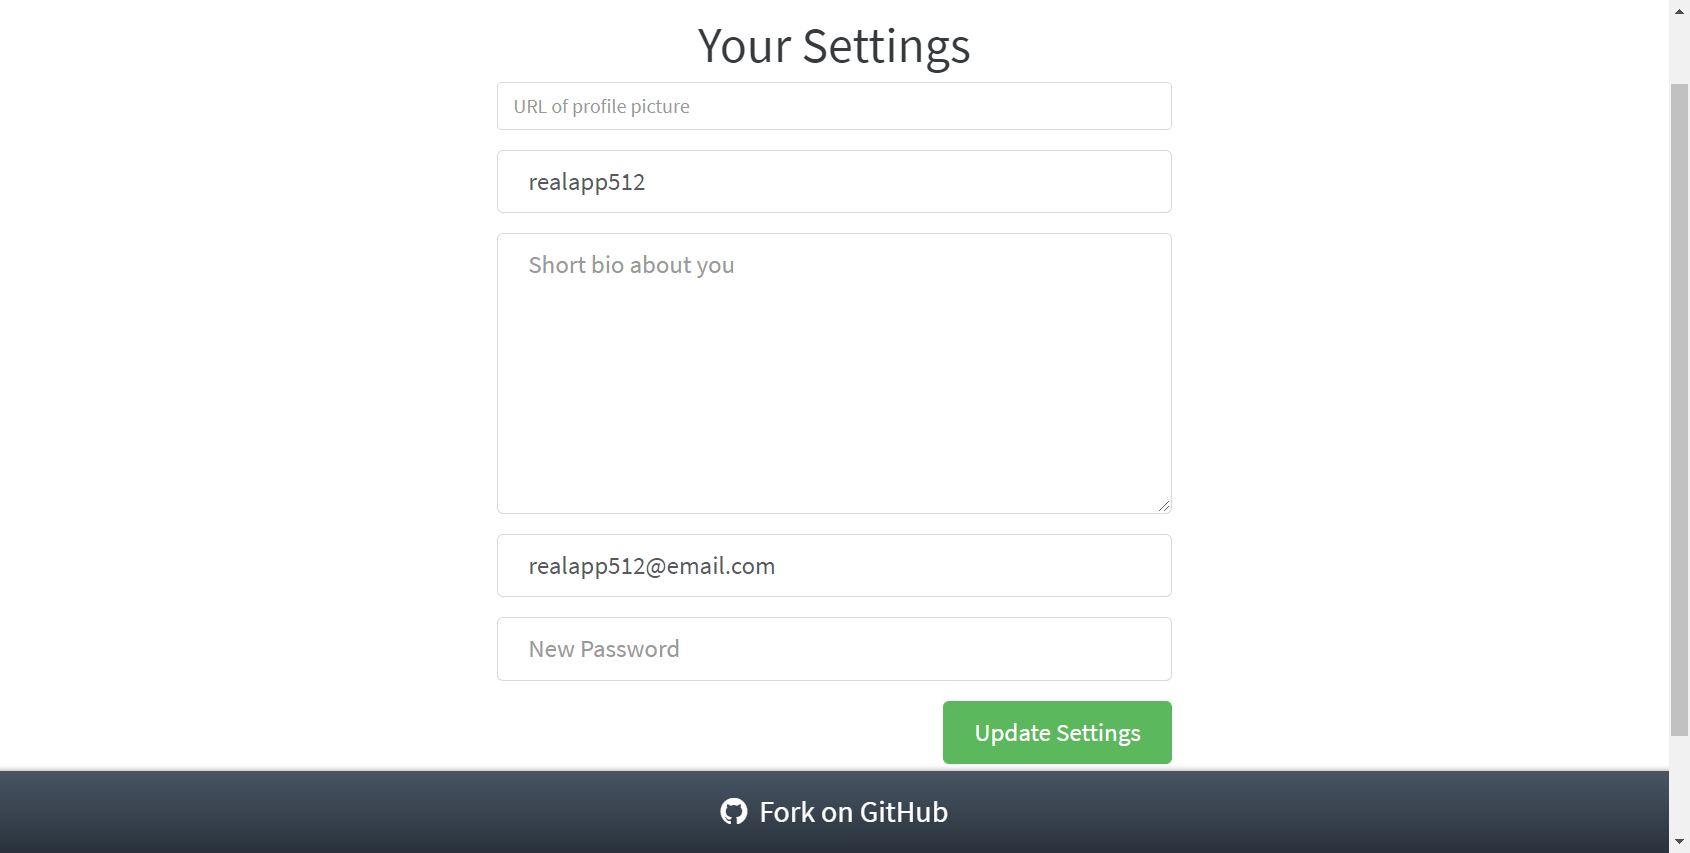 Your Settings
URL of profile picture
realapp512
Short bio about you
realapp512@email.com
New Password
Update Settings
Fork on GitHub